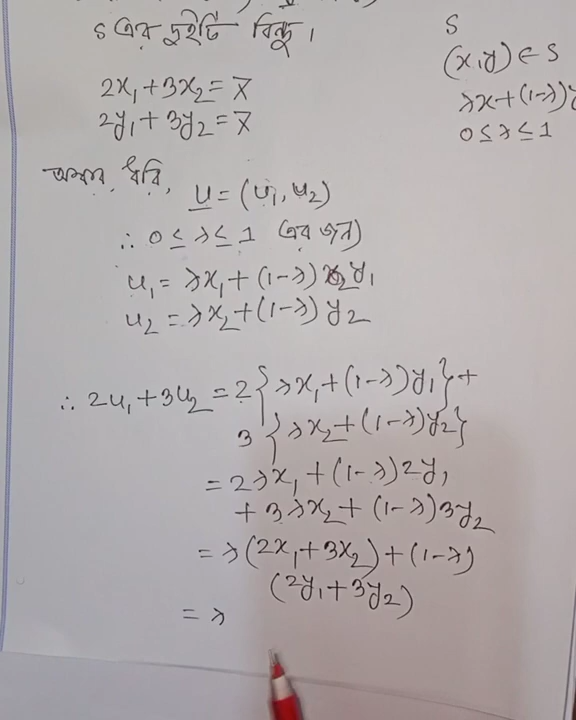 S এর দুইটি বিন্দু।
2x₁+3x₂=7
2y₁+3y₂=7
S
(x,y) ∈ S
λx+(1-λ)y
0≤λ≤1
ধরি, u̲ = (u₁, u₂)
∴ 0 ≤ λ ≤ 1 এর জন্য
u₁ = λx₁ + (1-λ) y₁
u₂ = λx₂ + (1-λ) y₂
∴ 2u₁+3u₂ = 2{λx₁+(1-λ)y₁}+
3{λx₂+(1-λ)y₂}
= 2λx₁ + (1-λ)2y₁
+ 3λx₂ + (1-λ)3y₂
= λ(2x₁+3x₂)+(1-λ)
(2y₁+3y₂)
= λ